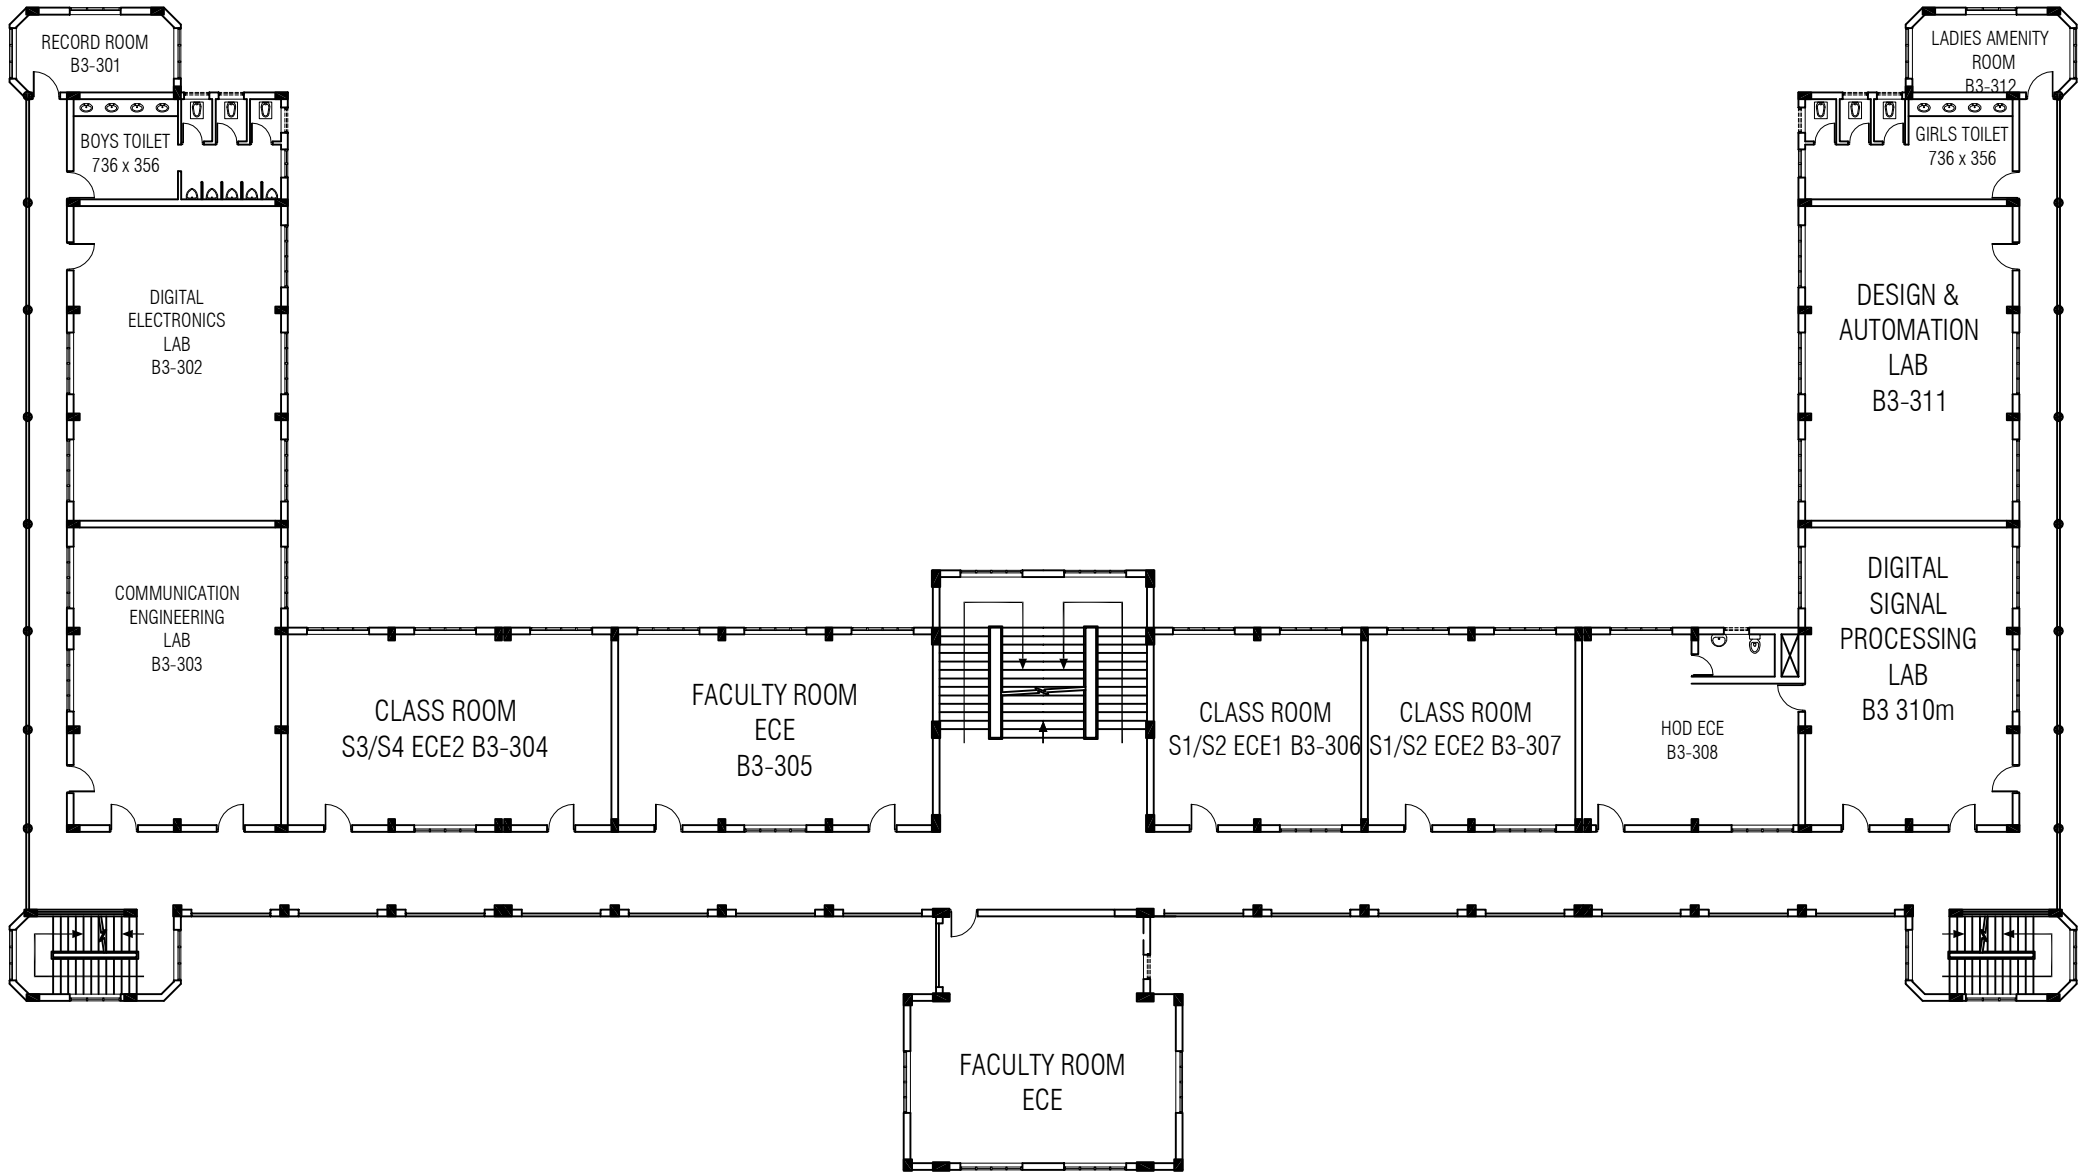 RECORD ROOM
B3-301
LADIES AMENITY
ROOM
B3-312
BOYS TOILET
736 x 356
GIRLS TOILET
736 x 356
DIGITAL
ELECTRONICS
LAB
B3-302
DESIGN &
AUTOMATION
LAB
B3-311
COMMUNICATION
ENGINEERING
LAB
B3-303
DIGITAL
SIGNAL
PROCESSING
LAB
B3 310m
CLASS ROOM
S3/S4 ECE2 B3-304
FACULTY ROOM
ECE
B3-305
CLASS ROOM
S1/S2 ECE1 B3-306
CLASS ROOM
S1/S2 ECE2 B3-307
HOD ECE
B3-308
FACULTY ROOM
ECE